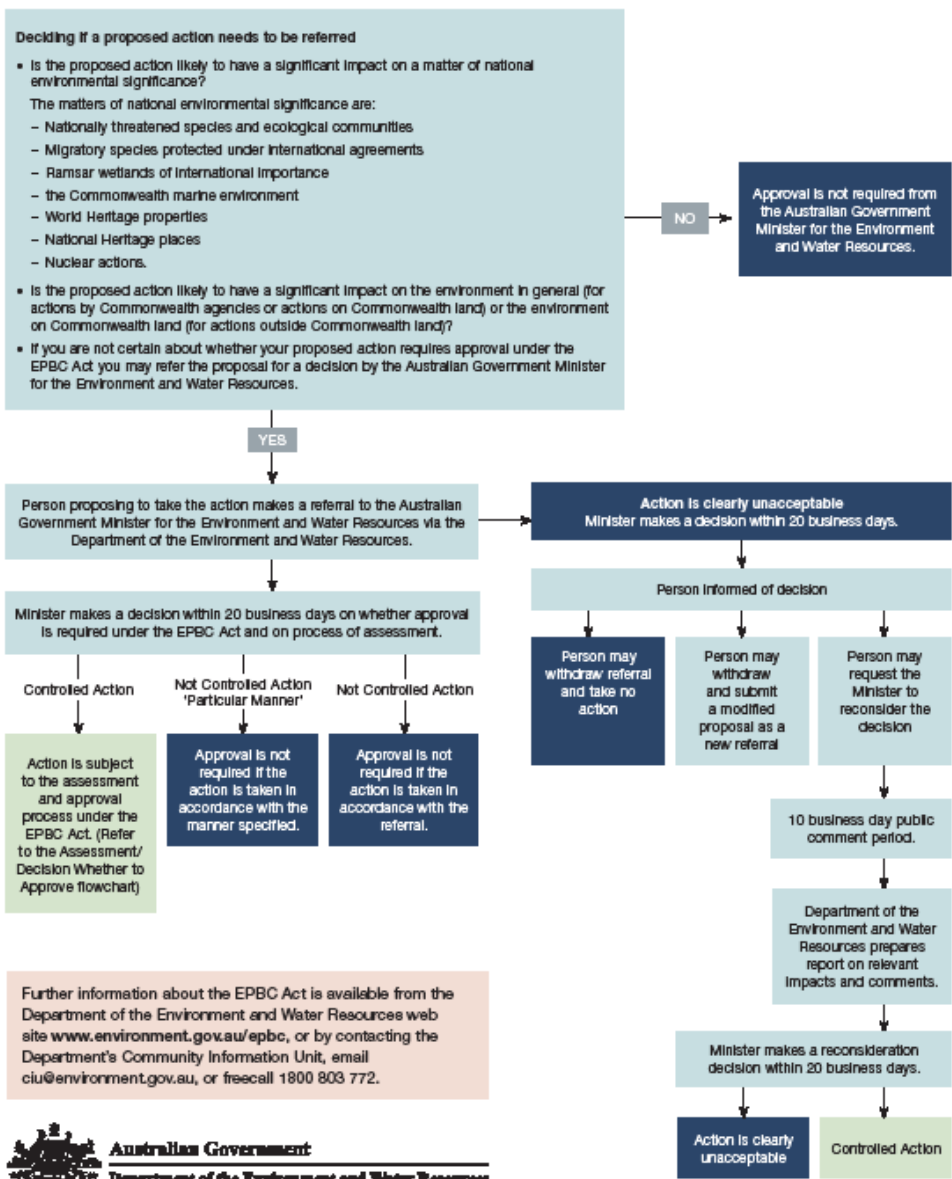 Deciding if a proposed action needs to be referred
• Is the proposed action likely to have a significant impact on a matter of national
environmental significance?
The matters of national environmental significance are:
– Nationally threatened species and ecological communities
– Migratory species protected under international agreements
– Ramsar wetlands of international importance
– the Commonwealth marine environment
– World Heritage properties
– National Heritage places
– Nuclear actions.
• Is the proposed action likely to have a significant impact on the environment in general (for
actions by Commonwealth agencies or actions on Commonwealth land) or the environment
on Commonwealth land (for actions outside Commonwealth land)?
• If you are not certain about whether your proposed action requires approval under the
EPBC Act you may refer the proposal for a decision by the Australian Government Minister
for the Environment and Water Resources.
NO
Approval is not required from
the Australian Government
Minister for the Environment
and Water Resources.
YES
Person proposing to take the action makes a referral to the Australian
Government Minister for the Environment and Water Resources via the
Department of the Environment and Water Resources.
Minister makes a decision within 20 business days on whether approval
is required under the EPBC Act and on process of assessment.
Controlled Action
Not Controlled Action
'Particular Manner'
Not Controlled Action
Action is subject
to the assessment
and approval
process under the
EPBC Act. (Refer
to the Assessment/
Decision Whether to
Approve flowchart)
Approval is not
required if the
action is taken in
accordance with the
manner specified.
Approval is not
required if the
action is taken in
accordance with the
referral.
Action is clearly unacceptable
Minister makes a decision within 20 business days.
Person informed of decision
Person may
withdraw referral
and take no
action
Person may
withdraw
and submit
a modified
proposal as a
new referral
Person may
request the
Minister to
reconsider the
decision
10 business day public
comment period.
Department of the
Environment and Water
Resources prepares
report on relevant
impacts and comments.
Minister makes a reconsideration
decision within 20 business days.
Action is clearly
unacceptable
Controlled Action
Further information about the EPBC Act is available from the
Department of the Environment and Water Resources web
site www.environment.gov.au/epbc, or by contacting the
Department's Community Information Unit, email
ciu@environment.gov.au, or freecall 1800 803 772.
Australian Government
Department of the Environment and Water Resources